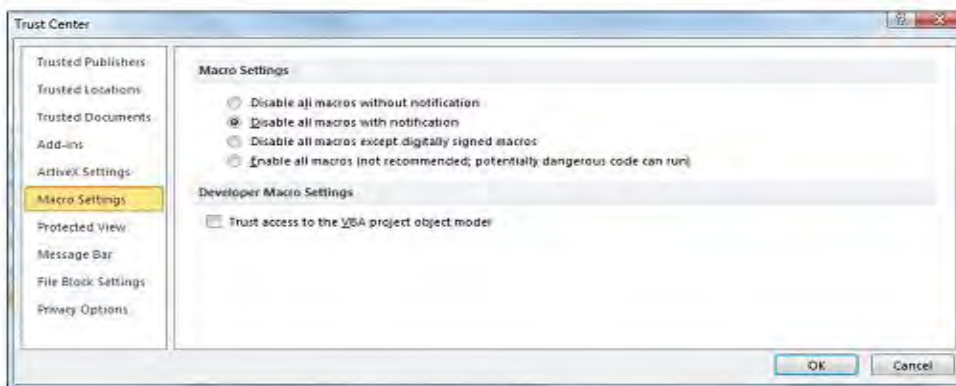 Trust Center
Trusted Publishers
Trusted Locations
Trusted Documents
Add-ins
ActiveX Settings
Macro Settings
Protected View
Message Bar
File Block Settings
Privacy Options
Macro Settings
Disable all macros without notification
Disable all macros with notification
Disable all macros except digitally signed macros
Enable all macros (not recommended; potentially dangerous code can run)
Developer Macro Settings
Trust access to the VBA project object model
OK
Cancel